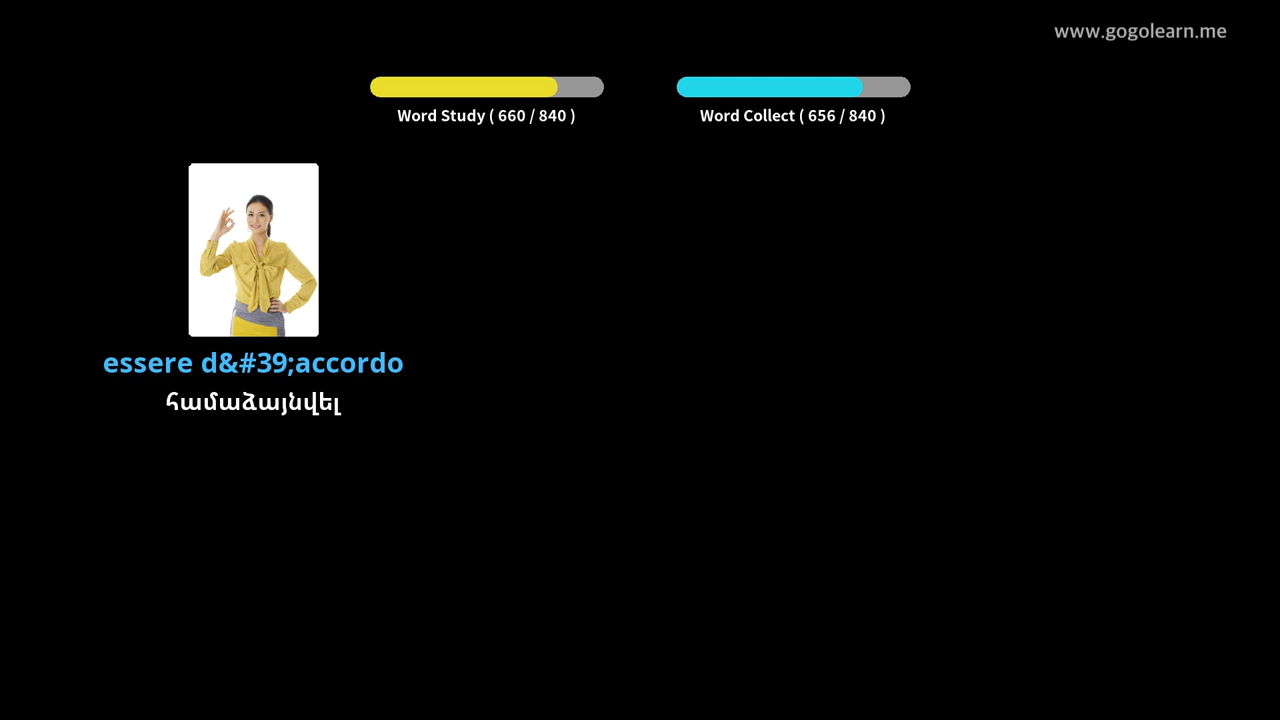 www.gogolearn.me
Word Study ( 660 / 840 )
Word Collect ( 656 / 840 )
essere d&#39;accordo
համաձայնվել